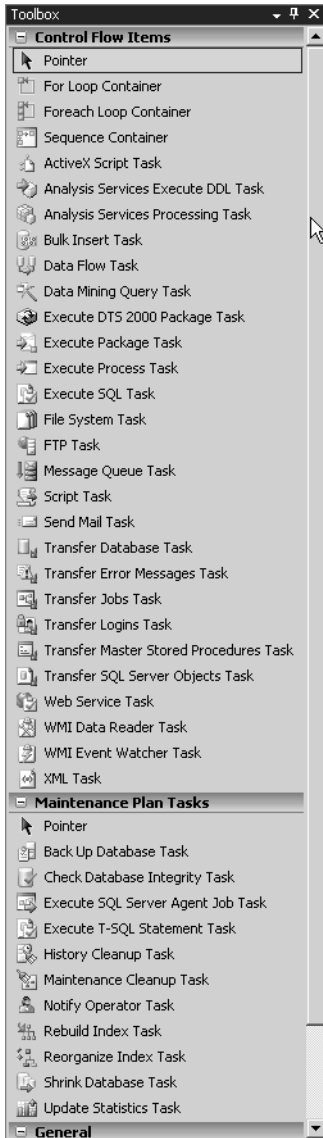 Toolbox
Control Flow Items
Pointer
For Loop Container
Foreach Loop Container
Sequence Container
ActiveX Script Task
Analysis Services Execute DDL Task
Analysis Services Processing Task
Bulk Insert Task
Data Flow Task
Data Mining Query Task
Execute DTS 2000 Package Task
Execute Package Task
Execute Process Task
Execute SQL Task
File System Task
FTP Task
Message Queue Task
Script Task
Send Mail Task
Transfer Database Task
Transfer Error Messages Task
Transfer Jobs Task
Transfer Logins Task
Transfer Master Stored Procedures Task
Transfer SQL Server Objects Task
Web Service Task
WMI Data Reader Task
WMI Event Watcher Task
XML Task
Maintenance Plan Tasks
Pointer
Back Up Database Task
Check Database Integrity Task
Execute SQL Server Agent Job Task
Execute T-SQL Statement Task
History Cleanup Task
Maintenance Cleanup Task
Notify Operator Task
Rebuild Index Task
Reorganize Index Task
Shrink Database Task
Update Statistics Task
General